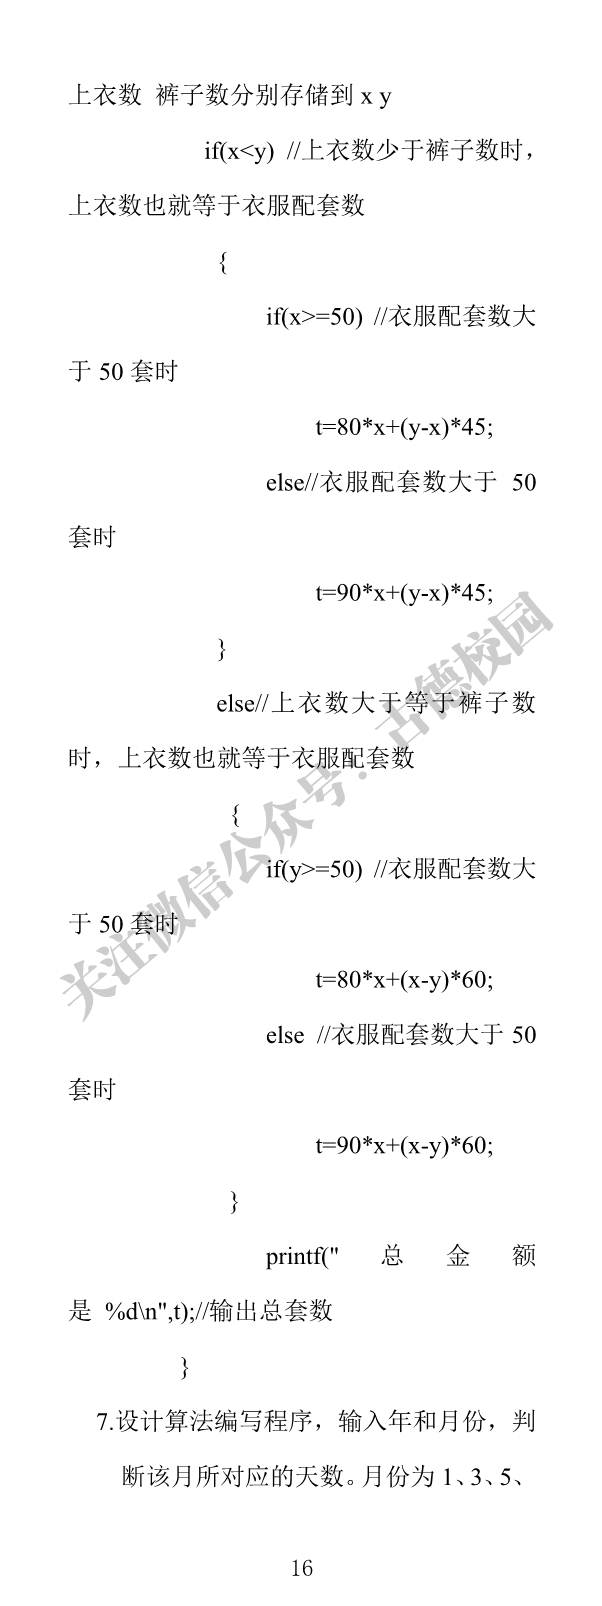 上衣数 裤子数分别存储到 x y
if(x<y) //上衣数少于裤子数时，
上衣数也就等于衣服配套数
{
if(x>=50) //衣服配套数大
于 50 套时
t=80*x+(y-x)*45;
else//衣服配套数大于 50
套时
t=90*x+(y-x)*45;
}
else//上衣数大于等于裤子数
时，上衣数也就等于衣服配套数
{
if(y>=50) //衣服配套数大
于 50 套时
t=80*x+(x-y)*60;
else //衣服配套数大于 50
套时
t=90*x+(x-y)*60;
}
printf("总金额
是 %d\n",t);//输出总套数
}
7.设计算法编写程序，输入年和月份，判
断该月所对应的天数。月份为 1、3、5、
16
关注微信公众号：古德校园